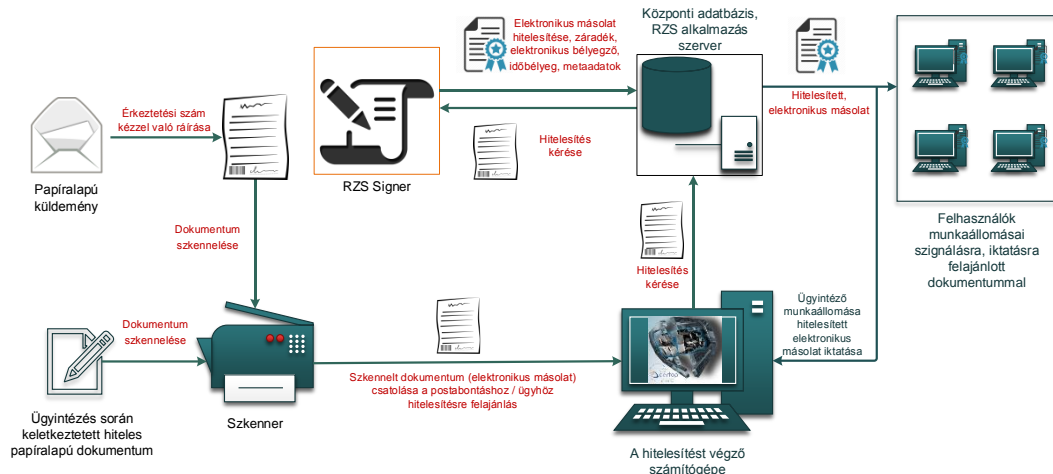 Elektronikus másolat
hitelesítése, záradék,
elektronikus bélyegző,
időbélyeg, metaadatok
Központi adatbázis,
RZS alkalmazás
szerver
Érkeztetési szám
kézzel való ráírása
Hitelesített,
elektronikus másolat
Hitelesítés
kérése
Papíralapú
küldemény
RZS Signer
Felhasználók
munkaállomásai
szignálásra, iktatásra
felajánlott
dokumentummal
Dokumentum
szkennelése
Hitelesítés
kérése
Ügyintéző
munkaállomása
hitelesített
elektronikus
másolat iktatása
Dokumentum
szkennelése
Szkennelt dokumentum (elektronikus másolat)
csatolása a postabontáshoz / ügyhöz
hitelesítésre felajánlás
Ügyintézés során
keletkeztetett hiteles
papíralapú dokumentum
Szkenner
A hitelesítést végző
számítógépe